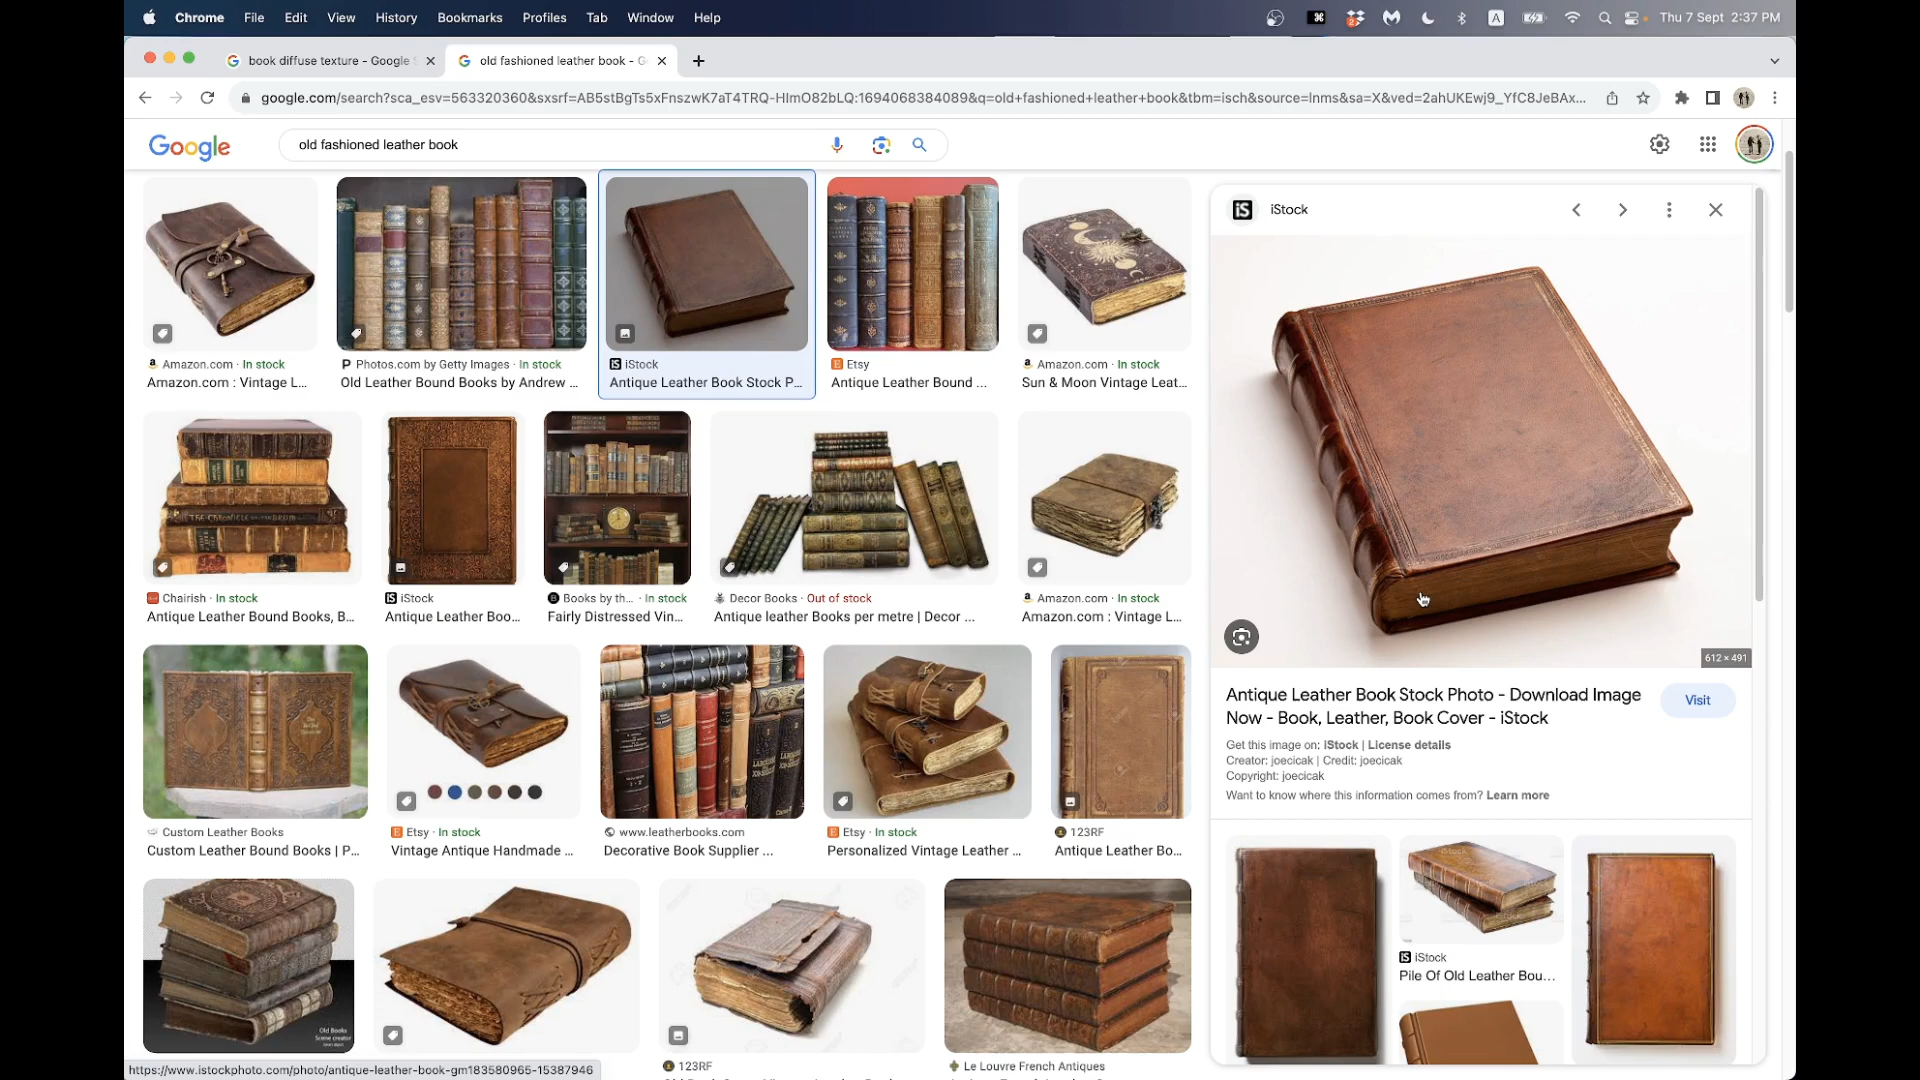 Chrome File Edit View History Bookmarks Profiles Tab Window Help
A
Thu 7 Sept 2:37 PM
book diffuse texture - Google S
old fashioned leather book - G
google.com/search?sca_esv=563320360&sxsrf=AB5stBgTs5xFnszwK7aT4TRQ-HImO82bLQ:1694068384089&q=old+fashioned+leather+book&tbm=isch&source=lnms&sa=X&ved=2ahUKEwj9_YfC8JeBAx...
Google
old fashioned leather book
iS iStock
Amazon.com · In stock
Amazon.com : Vintage L...
Photos.com by Getty Images · In stock
Old Leather Bound Books by Andrew ...
iStock
Antique Leather Book Stock P...
Etsy
Antique Leather Bound ...
Amazon.com · In stock
Sun & Moon Vintage Leat...
Chairish · In stock
Antique Leather Bound Books, B...
iStock
Antique Leather Boo...
Books by th... · In stock
Fairly Distressed Vin...
Decor Books · Out of stock
Antique leather Books per metre | Decor ...
Amazon.com · In stock
Amazon.com : Vintage L...
612 × 491
Antique Leather Book Stock Photo - Download Image
Now - Book, Leather, Book Cover - iStock
Visit
Get this image on: iStock | License details
Creator: joecicak | Credit: joecicak
Copyright: joecicak
Want to know where this information comes from? Learn more
Custom Leather Books
Custom Leather Bound Books | P...
Etsy · In stock
Vintage Antique Handmade ...
www.leatherbooks.com
Decorative Book Supplier ...
Etsy · In stock
Personalized Vintage Leather ...
123RF
Antique Leather Bo...
iStock
Pile Of Old Leather Bou...
Old Books
Scene creator
123RF
Le Louvre French Antiques
https://www.istockphoto.com/photo/antique-leather-book-gm183580965-15387946